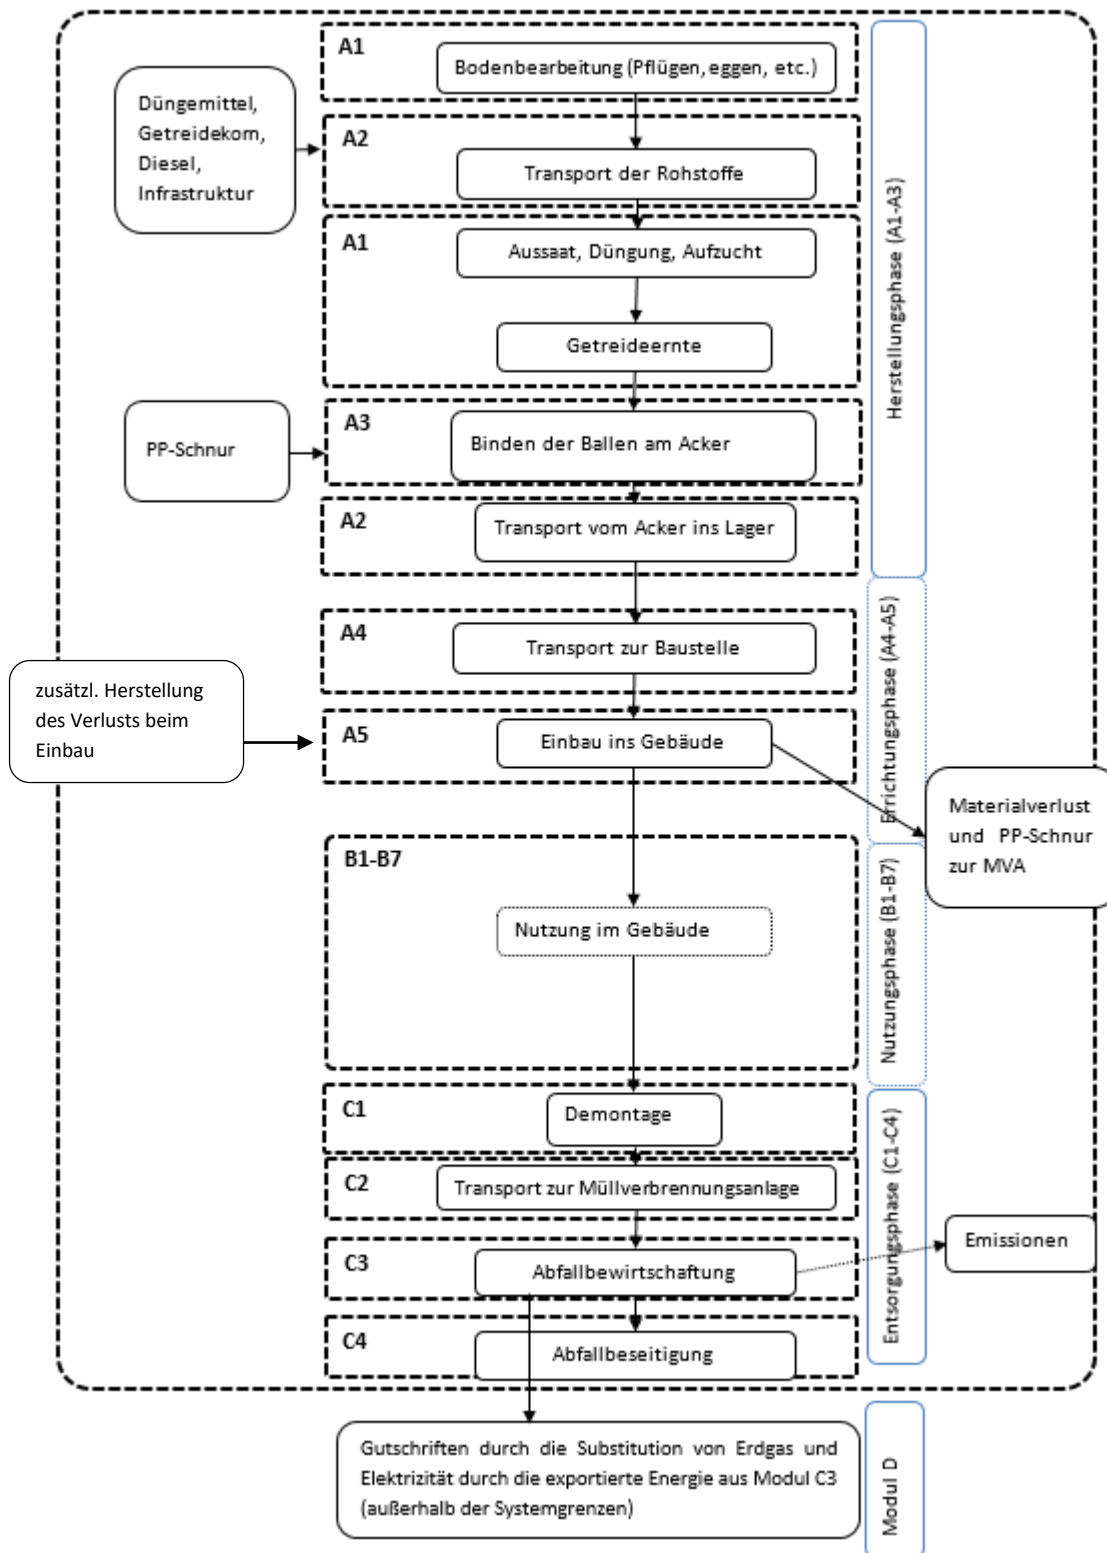 A1
Bodenbearbeitung (Pflügen, eggen, etc.)
Düngemittel,
Getreidekorn,
Diesel,
Infrastruktur
A2
Transport der Rohstoffe
A1
Aussaat, Düngung, Aufzucht
Getreideernte
Herstellungsphase (A1-A3)
PP-Schnur
A3
Binden der Ballen am Acker
A2
Transport vom Acker ins Lager
A4
Transport zur Baustelle
Errichtungsphase (A4-A5)
zusätzl. Herstellung
des Verlusts beim
Einbau
A5
Einbau ins Gebäude
Materialverlust
und PP-Schnur
zur MVA
B1-B7
Nutzung im Gebäude
Nutzungsphase (B1-B7)
C1
Demontage
C2
Transport zur Müllverbrennungsanlage
C3
Abfallbewirtschaftung
Emissionen
C4
Abfallbeseitigung
Entsorgungsphase (C1-C4)
Gutschriften durch die Substitution von Erdgas und
Elektrizität durch die exportierte Energie aus Modul C3
(außerhalb der Systemgrenzen)
Modul D